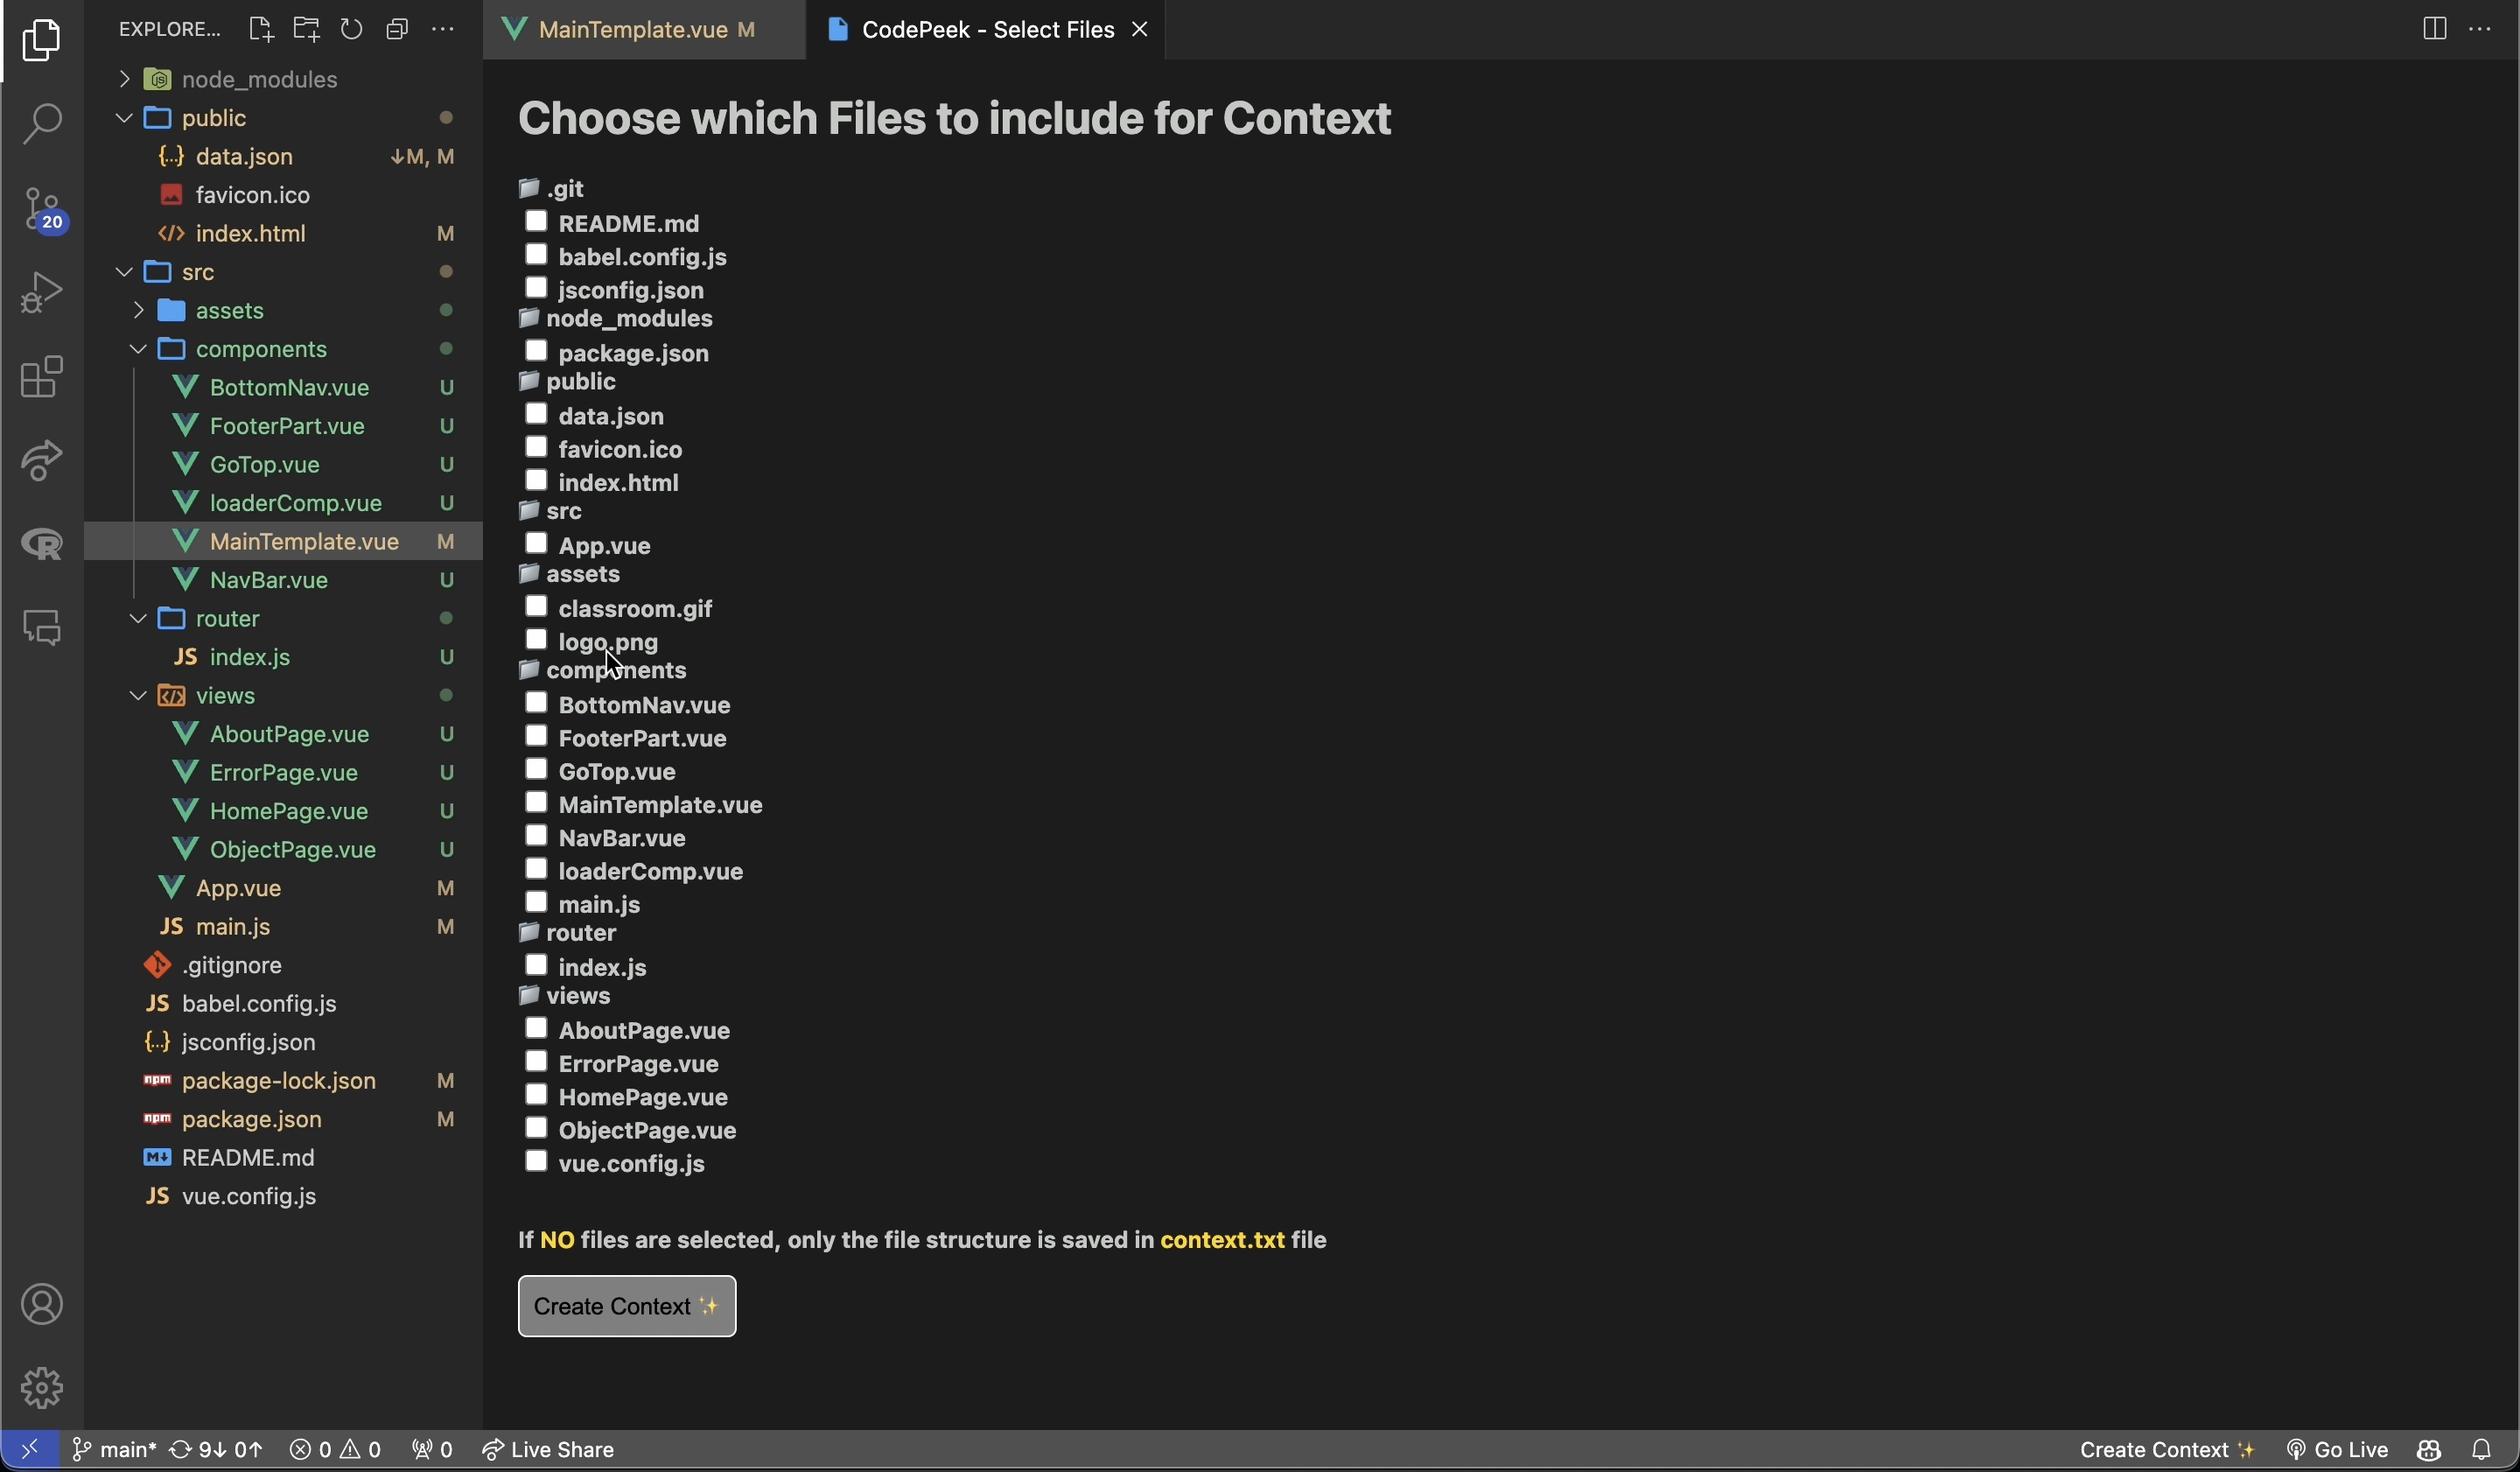 EXPLORE...
MainTemplate.vue M
CodePeek - Select Files
node_modules
public
data.json ↓M, M
favicon.ico
index.html M
src
assets
components
BottomNav.vue U
FooterPart.vue U
GoTop.vue U
loaderComp.vue U
MainTemplate.vue M
NavBar.vue U
router
JS index.js U
views
AboutPage.vue U
ErrorPage.vue U
HomePage.vue U
ObjectPage.vue U
App.vue M
JS main.js M
.gitignore
JS babel.config.js
{..} jsconfig.json
npm package-lock.json M
npm package.json M
M↓ README.md
JS vue.config.js
20
Choose which Files to include for Context
.git
README.md
babel.config.js
jsconfig.json
node_modules
package.json
public
data.json
favicon.ico
index.html
src
App.vue
assets
classroom.gif
logo.png
components
BottomNav.vue
FooterPart.vue
GoTop.vue
MainTemplate.vue
NavBar.vue
loaderComp.vue
main.js
router
index.js
views
AboutPage.vue
ErrorPage.vue
HomePage.vue
ObjectPage.vue
vue.config.js
If NO files are selected, only the file structure is saved in context.txt file
Create Context ✨
main* 9↓ 0↑ 0 0 0 Live Share
Create Context ✨ Go Live